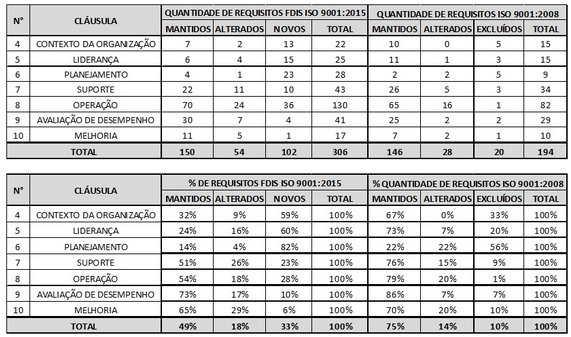 N° CLÁUSULA QUANTIDADE DE REQUISITOS FDIS ISO 9001:2015 QUANTIDADE DE REQUISITOS ISO 9001:2008
MANTIDOS ALTERADOS NOVOS TOTAL MANTIDOS ALTERADOS EXCLUÍDOS TOTAL
4 CONTEXTO DA ORGANIZAÇÃO 7 2 13 22 10 0 5 15
5 LIDERANÇA 6 4 15 25 11 1 3 15
6 PLANEJAMENTO 4 1 23 28 2 2 5 9
7 SUPORTE 22 11 10 43 26 5 3 34
8 OPERAÇÃO 70 24 36 130 65 16 1 82
9 AVALIAÇÃO DE DESEMPENHO 30 7 4 41 25 2 2 29
10 MELHORIA 11 5 1 17 7 2 1 10
TOTAL 150 54 102 306 146 28 20 194
N° CLÁUSULA % DE REQUISITOS FDIS ISO 9001:2015 % QUANTIDADE DE REQUISITOS ISO 9001:2008
MANTIDOS ALTERADOS NOVOS TOTAL MANTIDOS ALTERADOS EXCLUÍDOS TOTAL
4 CONTEXTO DA ORGANIZAÇÃO 32% 9% 59% 100% 67% 0% 33% 100%
5 LIDERANÇA 24% 16% 60% 100% 73% 7% 20% 100%
6 PLANEJAMENTO 14% 4% 82% 100% 22% 22% 56% 100%
7 SUPORTE 51% 26% 23% 100% 76% 15% 9% 100%
8 OPERAÇÃO 54% 18% 28% 100% 79% 20% 1% 100%
9 AVALIAÇÃO DE DESEMPENHO 73% 17% 10% 100% 86% 7% 7% 100%
10 MELHORIA 65% 29% 6% 100% 70% 20% 10% 100%
TOTAL 49% 18% 33% 100% 75% 14% 10% 100%